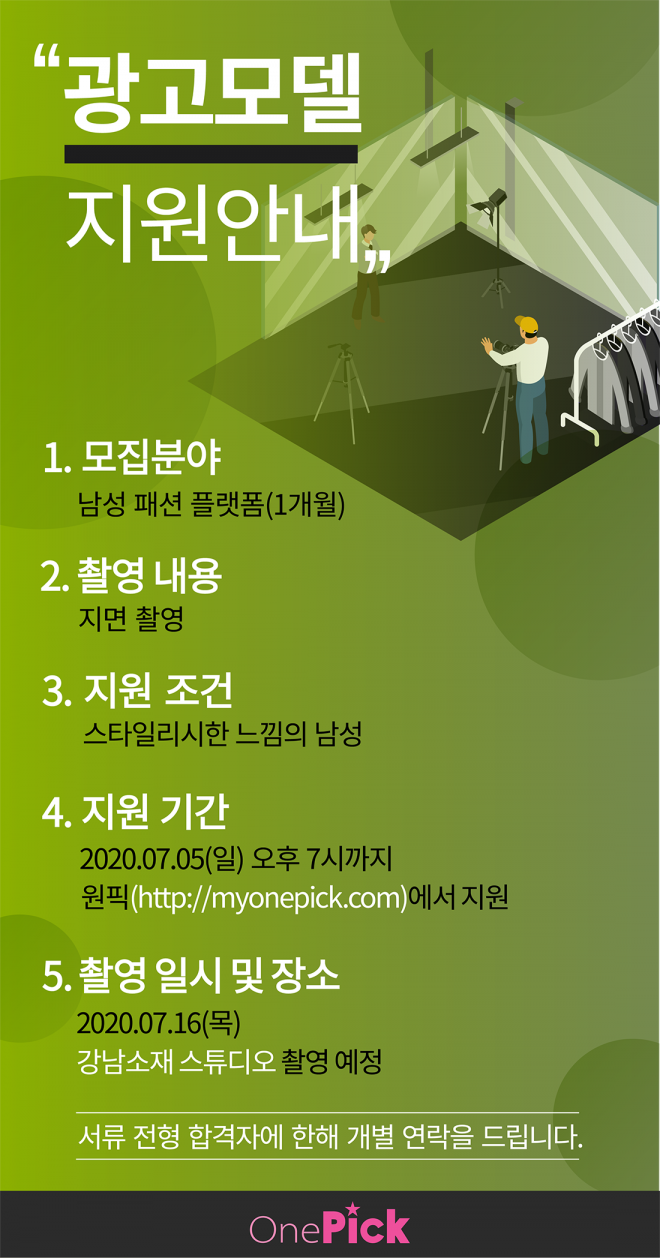 “광고모델
지원안내”
1. 모집분야
남성 패션 플랫폼(1개월)
2. 촬영 내용
지면 촬영
3. 지원 조건
스타일리시한 느낌의 남성
4. 지원 기간
2020.07.05(일) 오후 7시까지
원픽(http://myonepick.com)에서 지원
5. 촬영 일시 및 장소
2020.07.16(목)
강남소재 스튜디오 촬영 예정
서류 전형 합격자에 한해 개별 연락을 드립니다.
OnePick